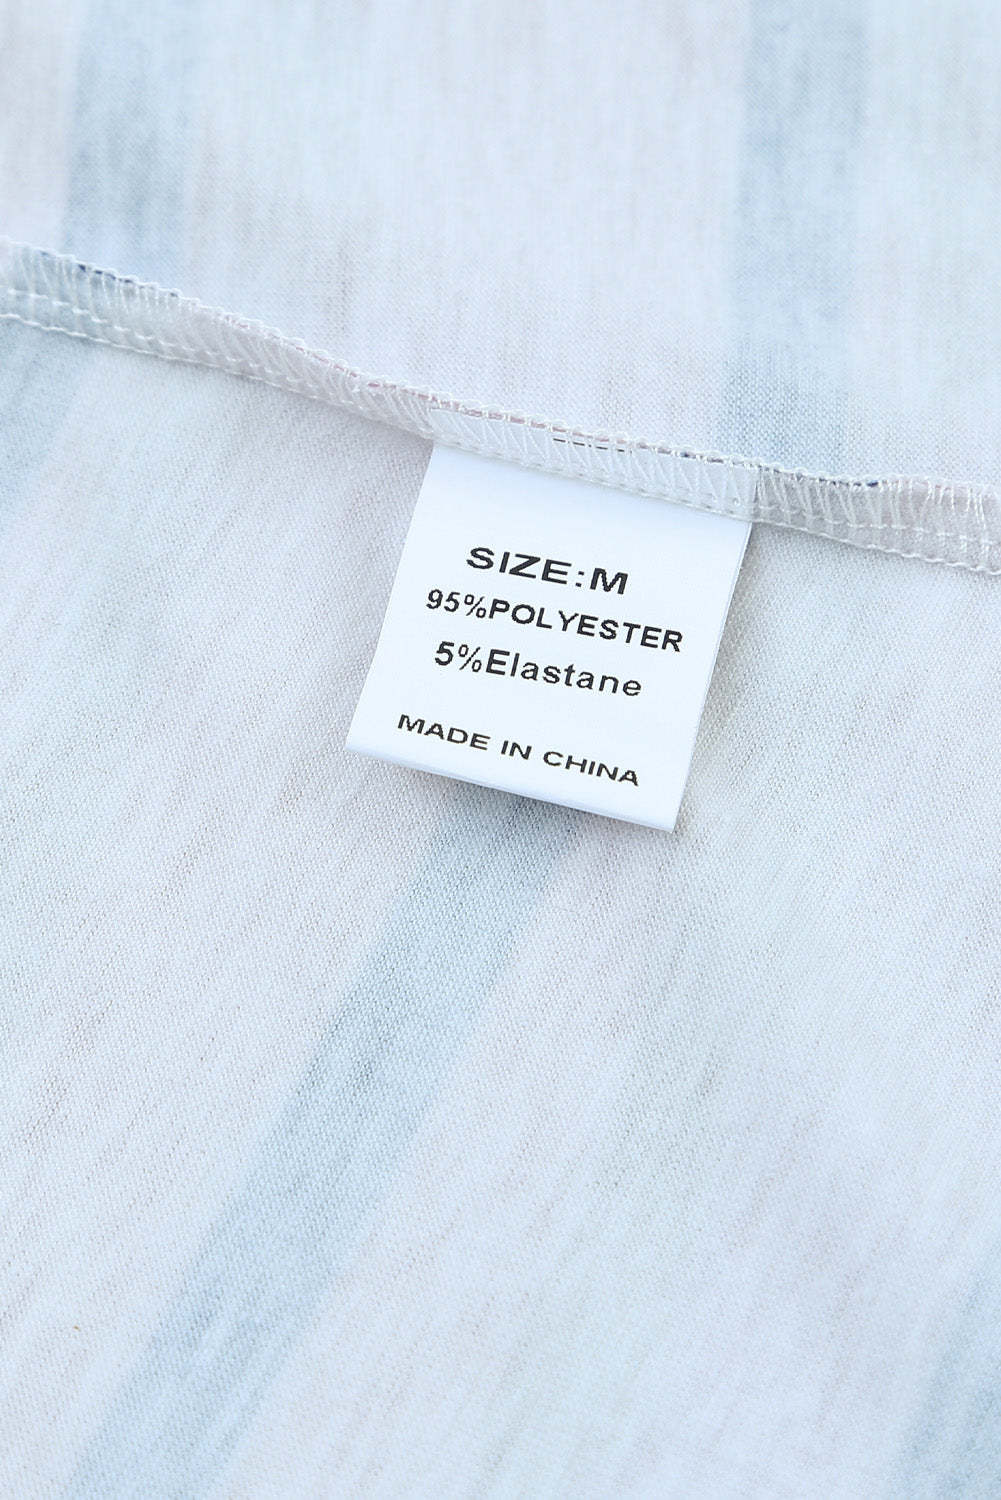 SIZE:M
95%POLYESTER
5%Elastane
MADE IN CHINA